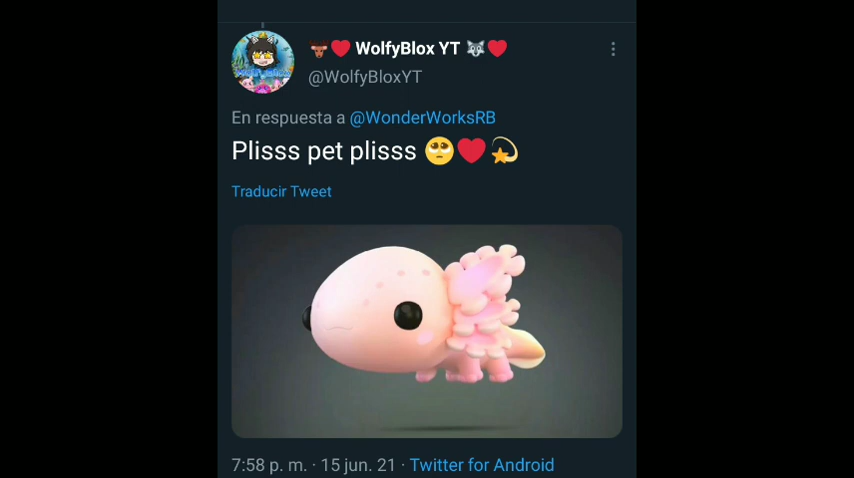 WolfyBlox YT
@WolfyBloxYT
En respuesta a @WonderWorksRB
Plisss pet plisss
Traducir Tweet
7:58 p. m. · 15 jun. 21 · Twitter for Android